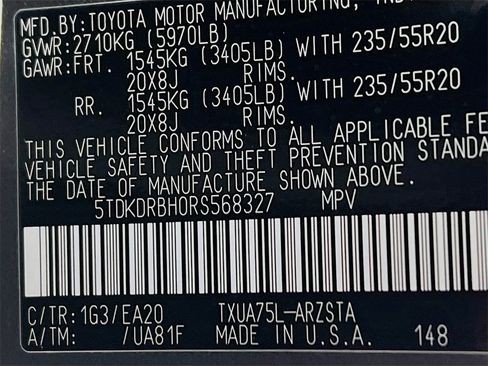 MFD.BY:TOYOTA MOTOR MANUFACTURING,
GVWR:2710KG (5970LB)
GAWR:FRT. 1545KG (3405LB) WITH 235/55R20
20X8J RIMS.
RR. 1545KG (3405LB) WITH 235/55R20
20X8J RIMS.
THIS VEHICLE CONFORMS TO ALL APPLICABLE FE
VEHICLE SAFETY AND THEFT PREVENTION STANDA
THE DATE OF MANUFACTURE SHOWN ABOVE.
5TDKDRBH0RS568327 MPV
C/TR:1G3/EA20 TXUA75L-ARZSTA
A/TM: /UA81F MADE IN U.S.A. 148